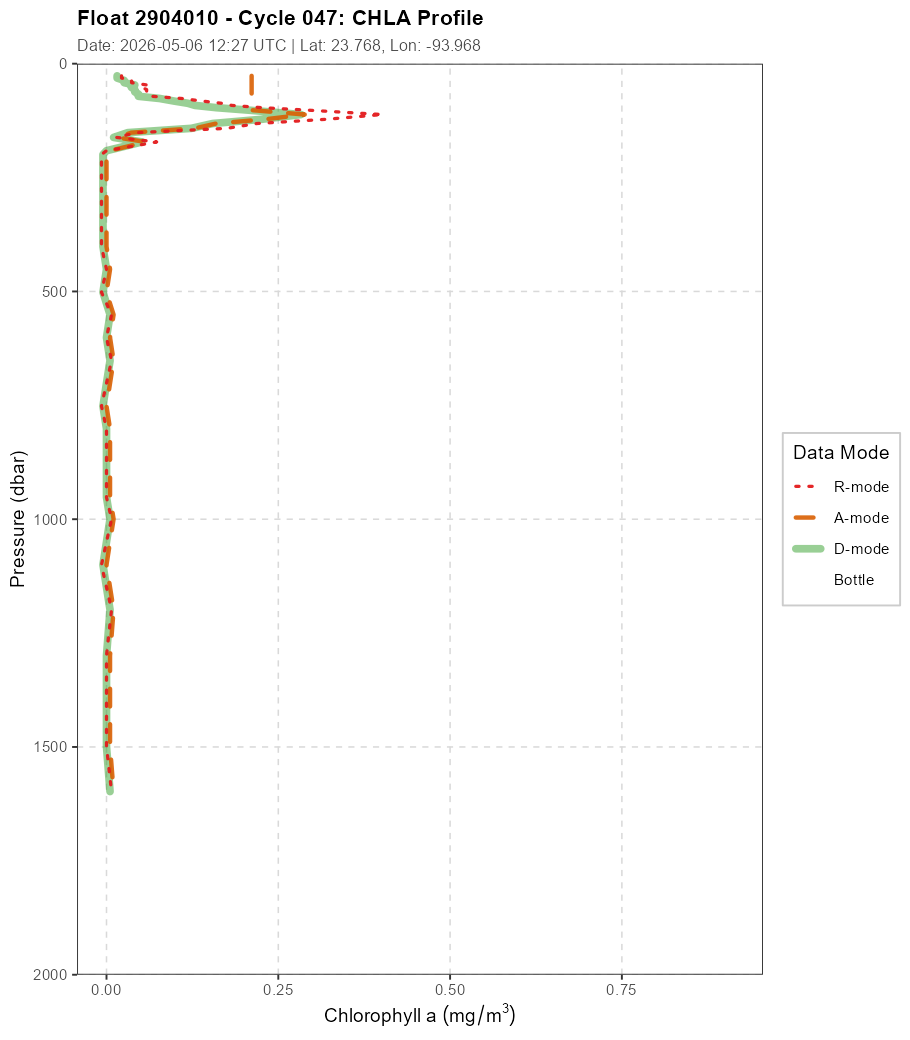 Float 2904010 - Cycle 047: CHLA Profile
Date: 2026-05-06 12:27 UTC | Lat: 23.768, Lon: -93.968
0
500
1000
1500
2000
Pressure (dbar)
0.00 0.25 0.50 0.75
Chlorophyll a (mg/m³)
Data Mode
R-mode
A-mode
D-mode
Bottle